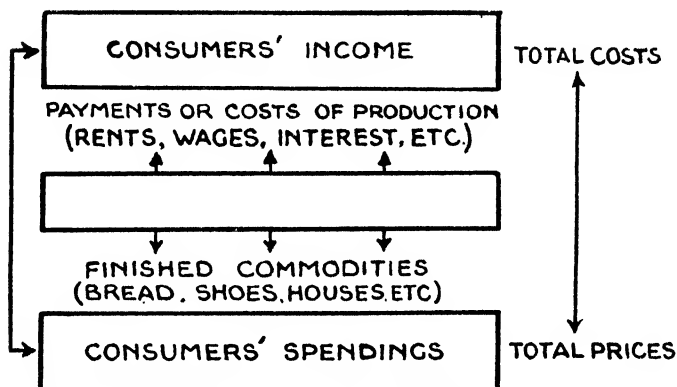 CONSUMERS' INCOME
TOTAL COSTS
PAYMENTS OR COSTS OF PRODUCTION
(RENTS, WAGES, INTEREST, ETC.)
FINISHED COMMODITIES
(BREAD. SHOES, HOUSES, ETC)
CONSUMERS' SPENDINGS
TOTAL PRICES